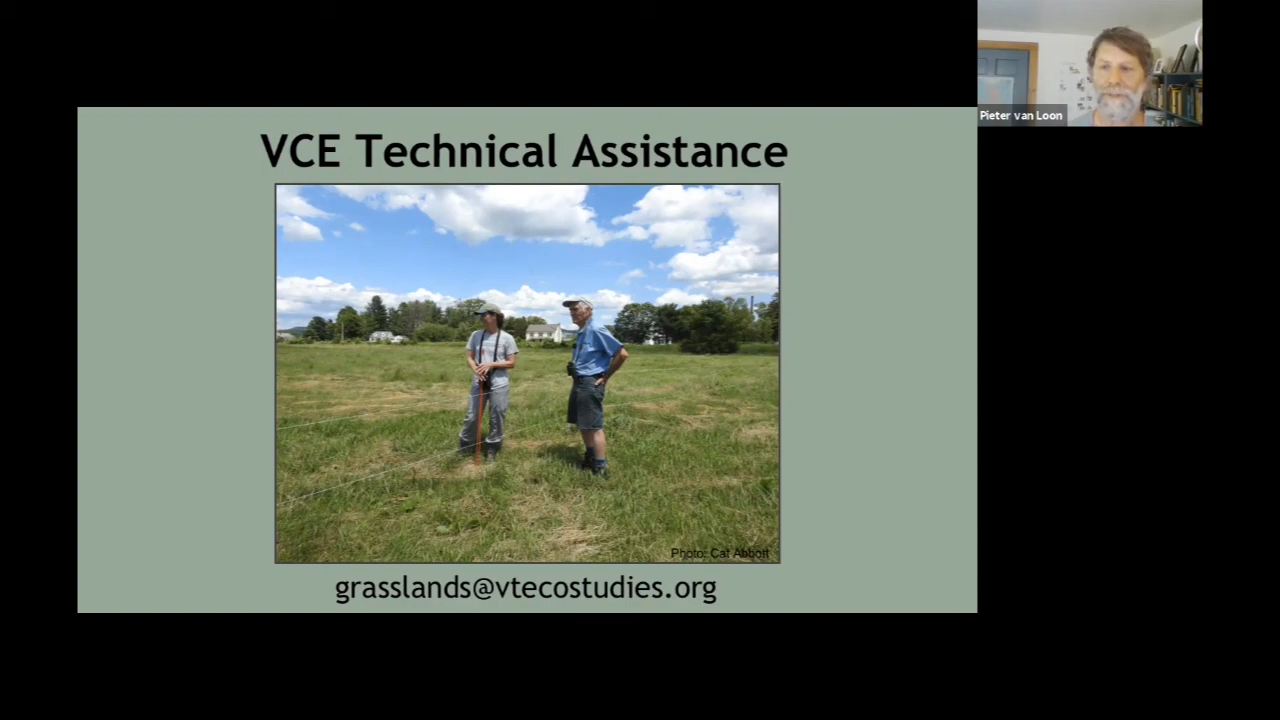 Pieter van Loon
VCE Technical Assistance
Photo: Cat Abbott
grasslands@vtecostudies.org